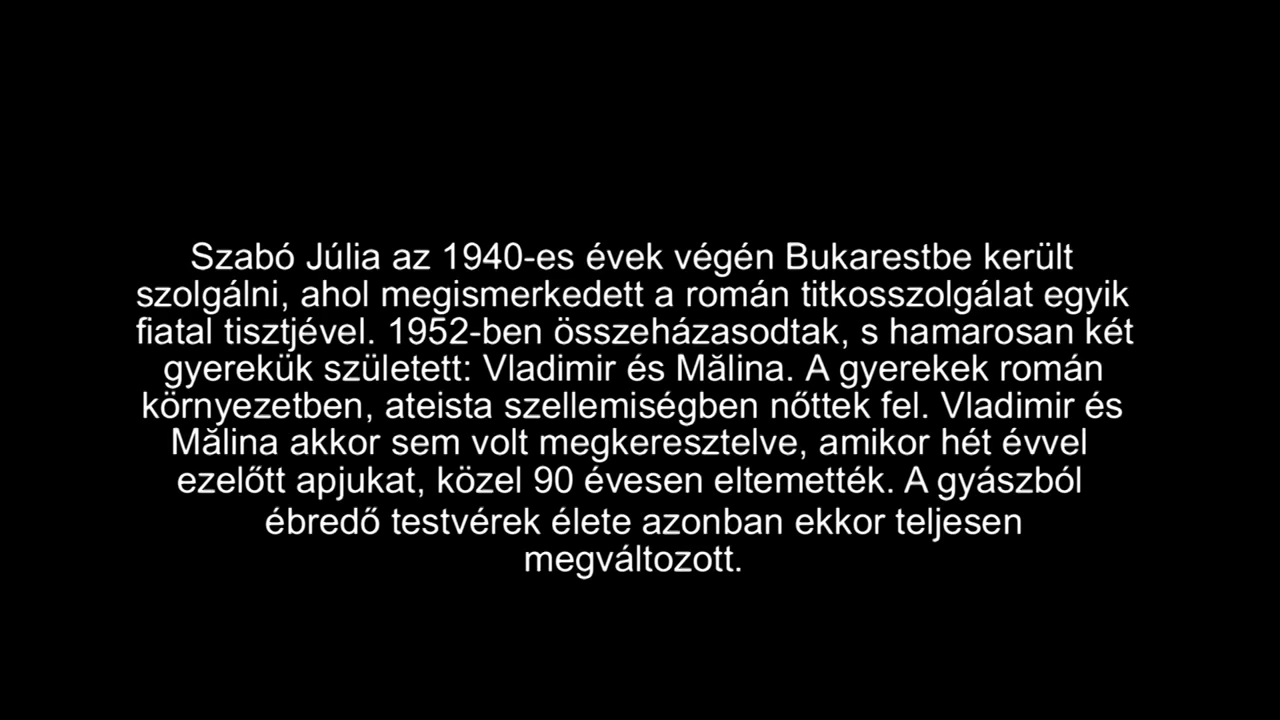 Szabó Júlia az 1940-es évek végén Bukarestbe került
szolgálni, ahol megismerkedett a román titkosszolgálat egyik
fiatal tisztjével. 1952-ben összeházasodtak, s hamarosan két
gyerekük született: Vladimir és Mălina. A gyerekek román
környezetben, ateista szellemiségben nőttek fel. Vladimir és
Mălina akkor sem volt megkeresztelve, amikor hét évvel
ezelőtt apjukat, közel 90 évesen eltemették. A gyászból
ébredő testvérek élete azonban ekkor teljesen
megváltozott.